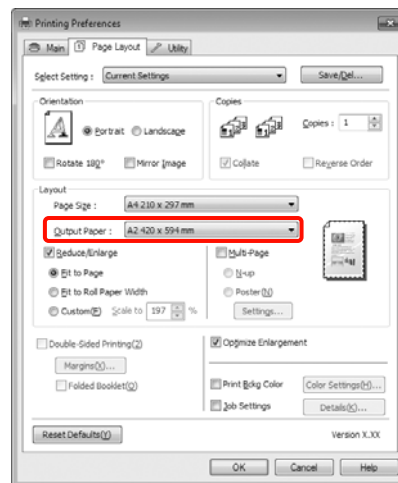 Printing Preferences
Main Page Layout Utility
Select Setting : Current Settings Save/Del...
Orientation
Portrait Landscape
Rotate 180° Mirror Image
Copies
Copies : 1
Collate Reverse Order
Layout
Page Size : A4 210 x 297 mm
Output Paper : A2 420 x 594 mm
Reduce/Enlarge
Fit to Page
Fit to Roll Paper Width
Custom(F) Scale to 197 %
Multi-Page
N-up
Poster(N)
Settings...
Double-Sided Printing(2)
Margins(X)...
Folded Booklet(Q)
Optimize Enlargement
Print Bckg Color Color Settings(H)...
Job Settings Details(K)...
Reset Defaults(Y) Version X.XX
OK Cancel Help